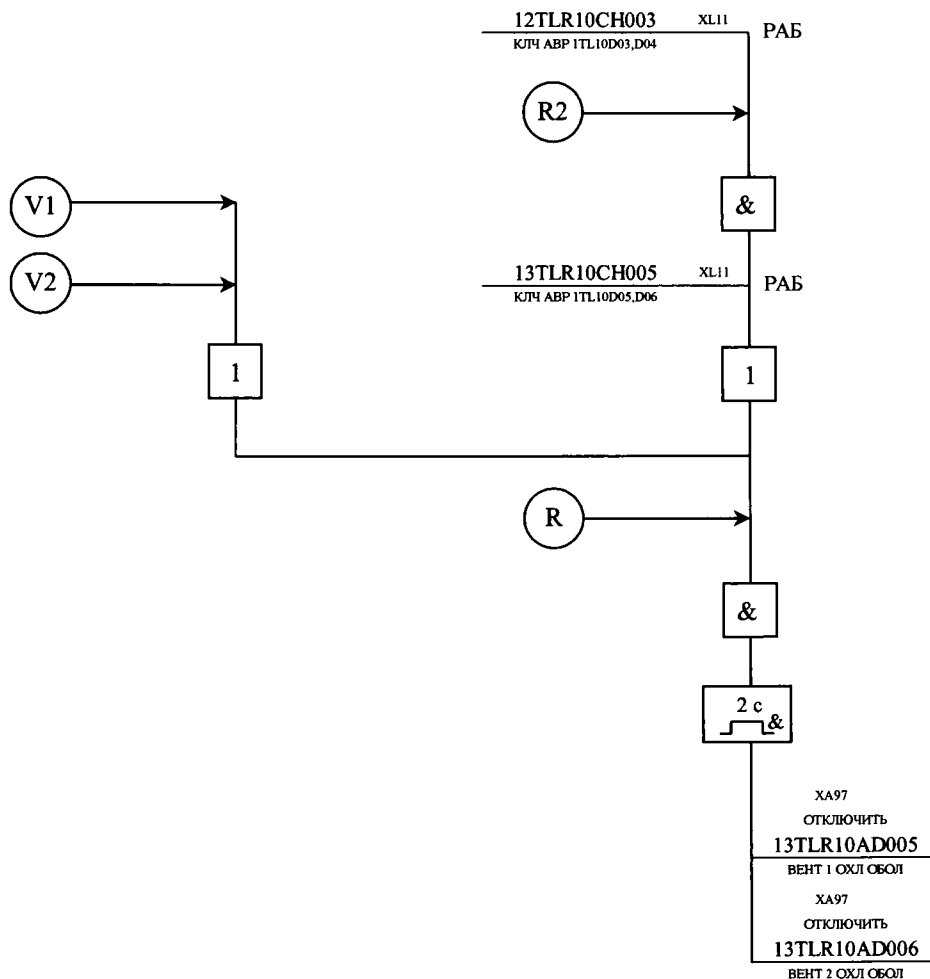 12TLR10CH003 XL11 РАБ
КЛЧ АВР 1TL10D03,D04
R2
V1
&
V2
13TLR10CH005 XL11 РАБ
КЛЧ АВР 1TL10D05,D06
1
1
R
&
2 с
&
XA97
ОТКЛЮЧИТЬ
13TLR10AD005
ВЕНТ 1 ОХЛ ОБОЛ
XA97
ОТКЛЮЧИТЬ
13TLR10AD006
ВЕНТ 2 ОХЛ ОБОЛ